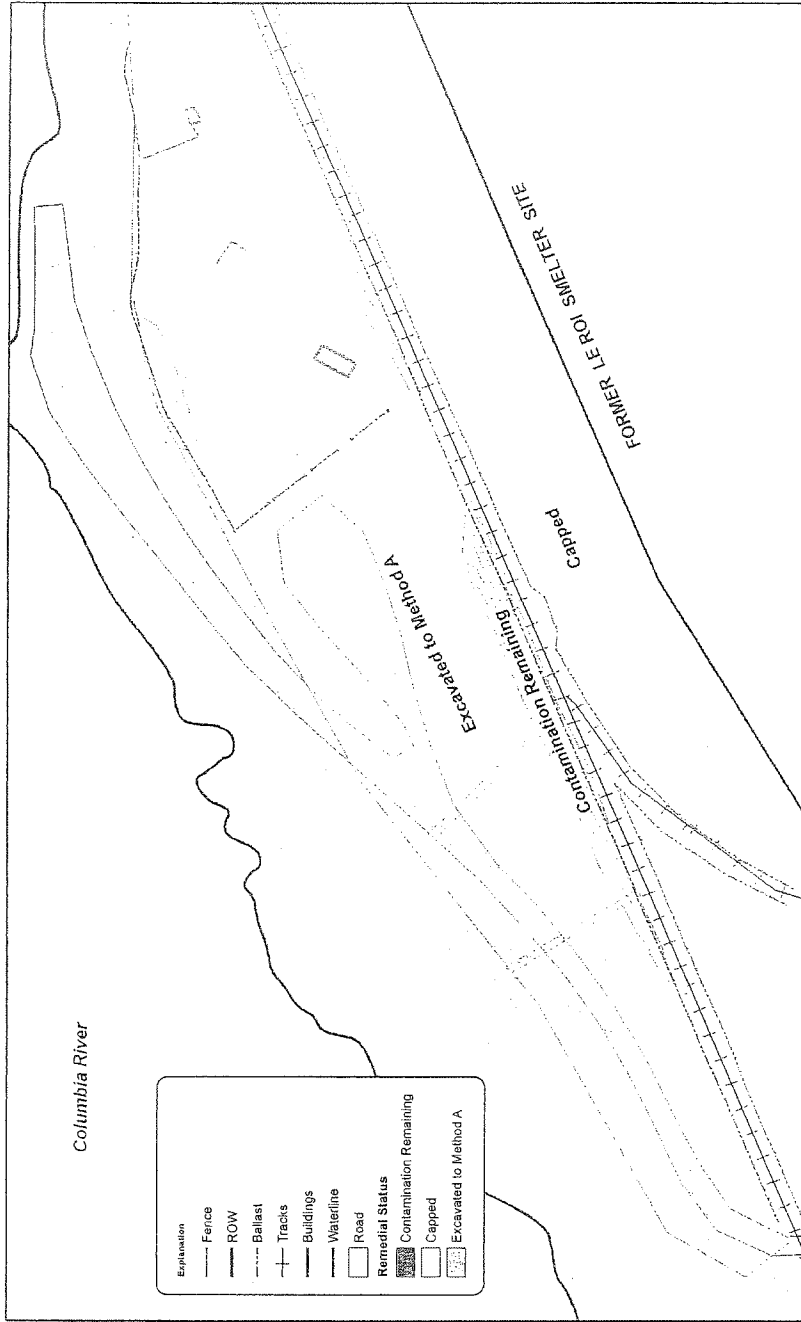 Columbia River
Explanation
Fence
ROW
Ballast
Tracks
Buildings
Waterline
Road
Remedial Status
Contamination Remaining
Capped
Excavated to Method A
Excavated to Method A
Contamination Remaining
Capped
FORMER LE ROI SMELTER SITE